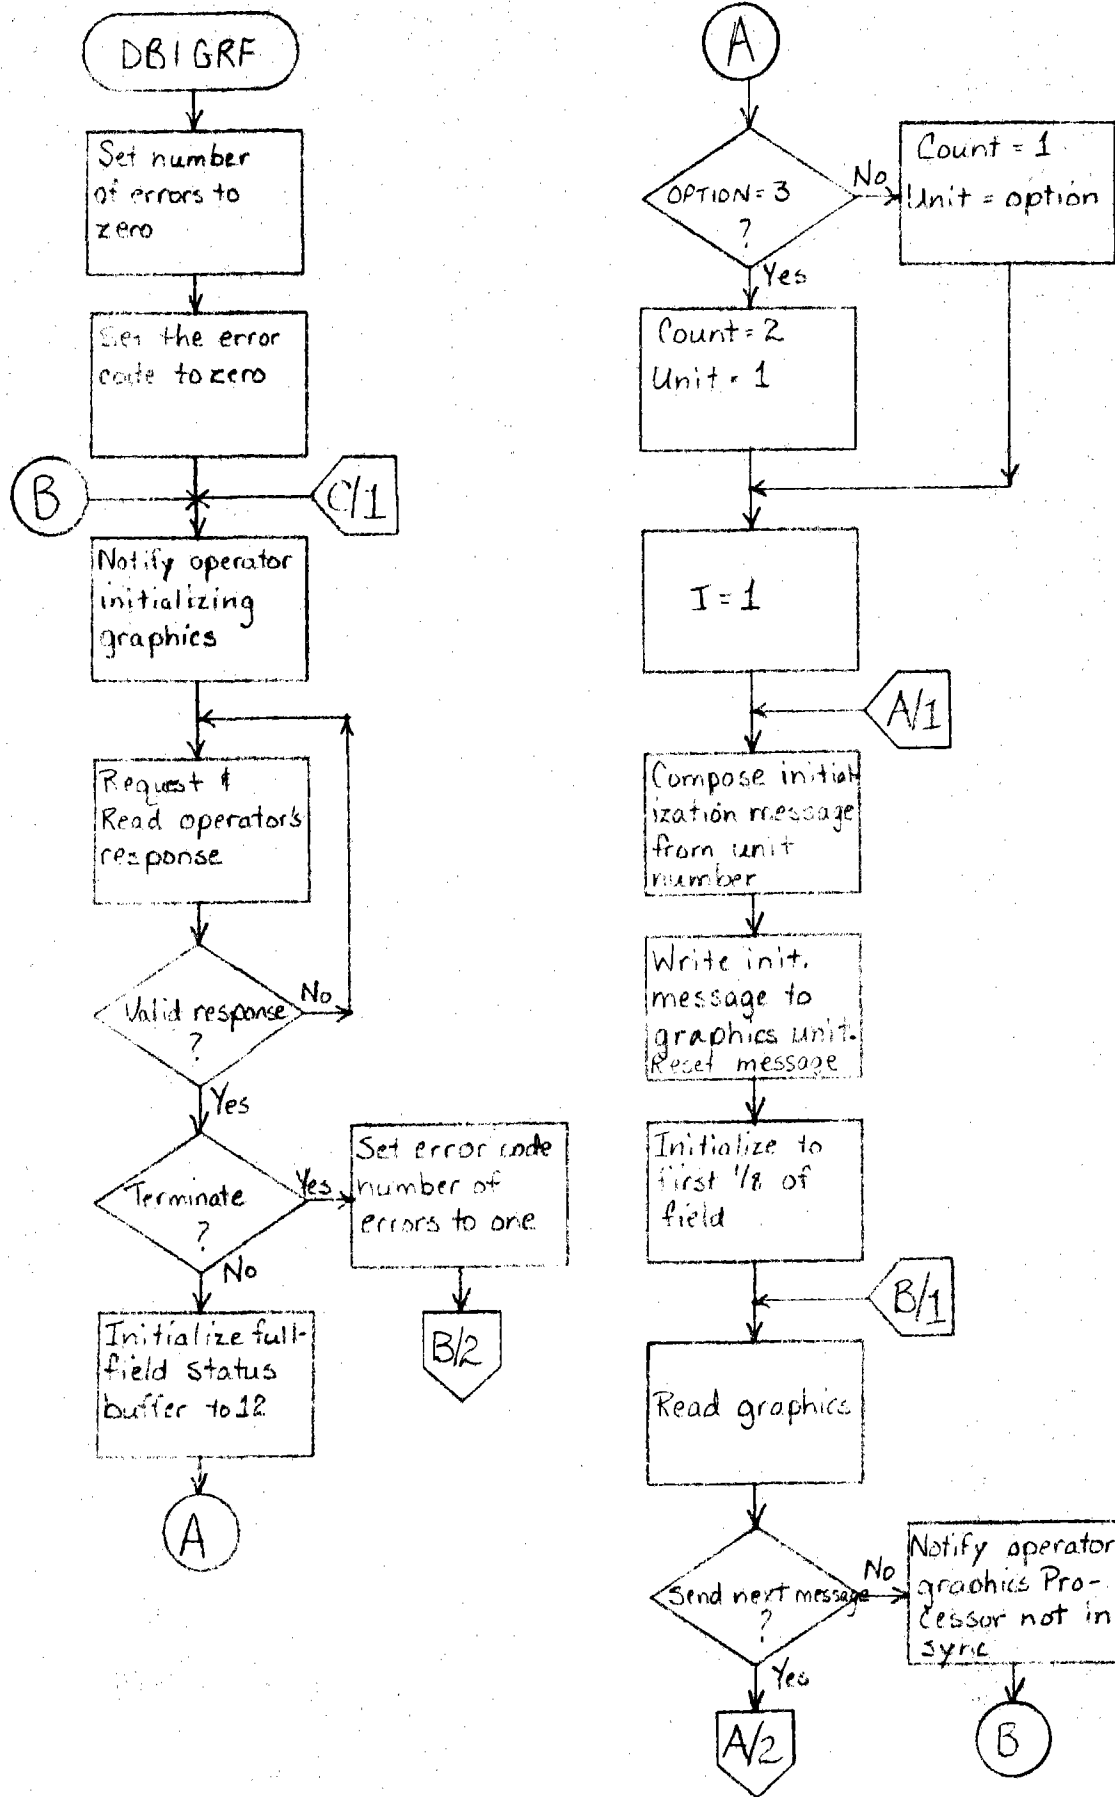 DB1GRF
Set number
of errors to
zero
Set the error
code to zero
B
C/1
Notify operator
initializing
graphics
Request &
Read operator's
response
Valid response
?
No
Yes
Terminate
?
Yes
No
Set error code
number of
errors to one
B/2
Initialize full-
field status
buffer to 12
A
A
OPTION = 3
?
No
Yes
Count = 1
Unit = option
Count = 2
Unit = 1
I = 1
A/1
Compose initial-
ization message
from unit
number
Write init.
message to
graphics unit.
Reset message
Initialize to
first 1/8 of
field
B/1
Read graphics
Send next message
?
No
Yes
Notify operator
graphics Pro-
cessor not in
sync
A/2
B